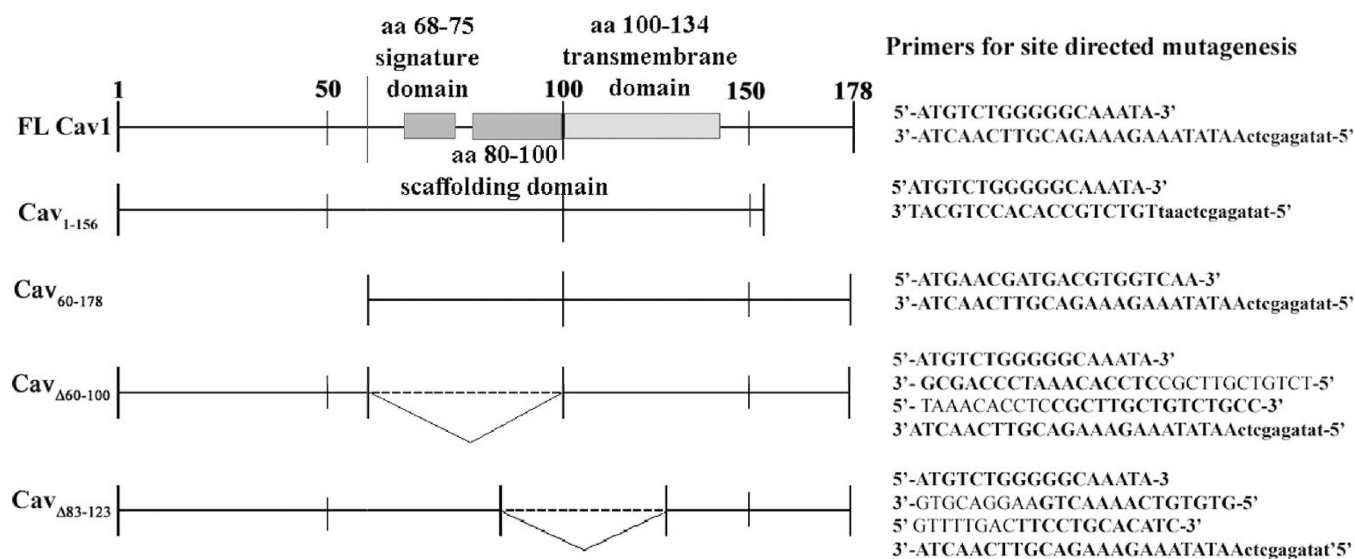 aa 68-75 signature domain
aa 100-134 transmembrane domain
Primers for site directed mutagenesis
1 50 100 150 178
FL Cav1
aa 80-100 scaffolding domain
5'-ATGTCTGGGGGCAAATA-3'
3'-ATCAACTTGCAGAAAGAAATATAActcgagatat-5'
Cav1-156
5'ATGTCTGGGGGCAAATA-3'
3'TACGTCCACACCGTCTGTtaactcgagatat-5'
Cav60-178
5'-ATGAACGATGACGTGGTCAA-3'
3'-ATCAACTTGCAGAAAGAAATATAActcgagatat-5'
CavΔ60-100
5'-ATGTCTGGGGGCAAATA-3'
3'- GCGACCCTAAACACCTCCGCTTGCTGTCT-5'
5'- TAAACACCTCCGCTTGCTGTCTGCC-3'
3'ATCAACTTGCAGAAAGAAATATAActcgagatat-5'
CavΔ83-123
5'-ATGTCTGGGGGCAAATA-3
3'-GTGCAGGAAGTCAAAACTGTGTG-5'
5' GTTTTGACTTCCTGCACATC-3'
3'-ATCAACTTGCAGAAAGAAATATAActcgagatat'5'